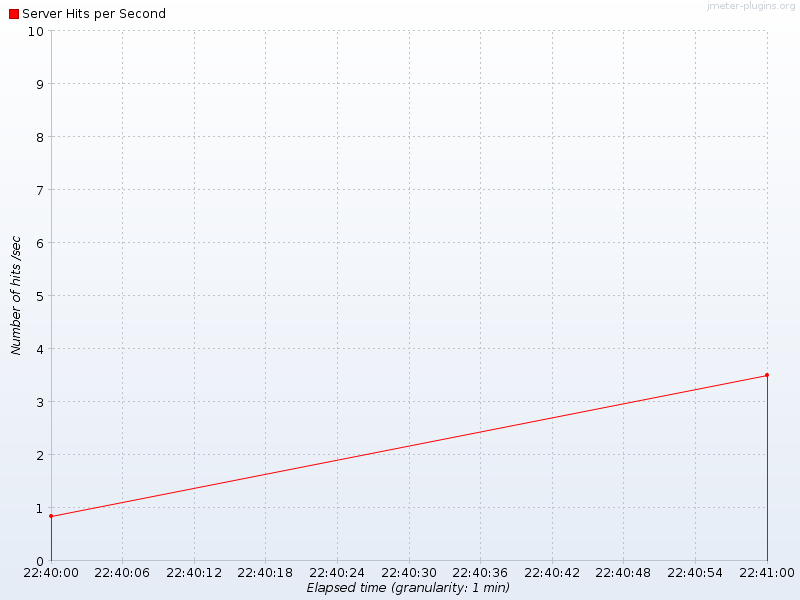 Server Hits per Second
jmeter-plugins.org
10
9
8
7
6
5
4
3
2
1
0
Number of hits /sec
22:40:00 22:40:06 22:40:12 22:40:18 22:40:24 22:40:30 22:40:36 22:40:42 22:40:48 22:40:54 22:41:00
Elapsed time (granularity: 1 min)